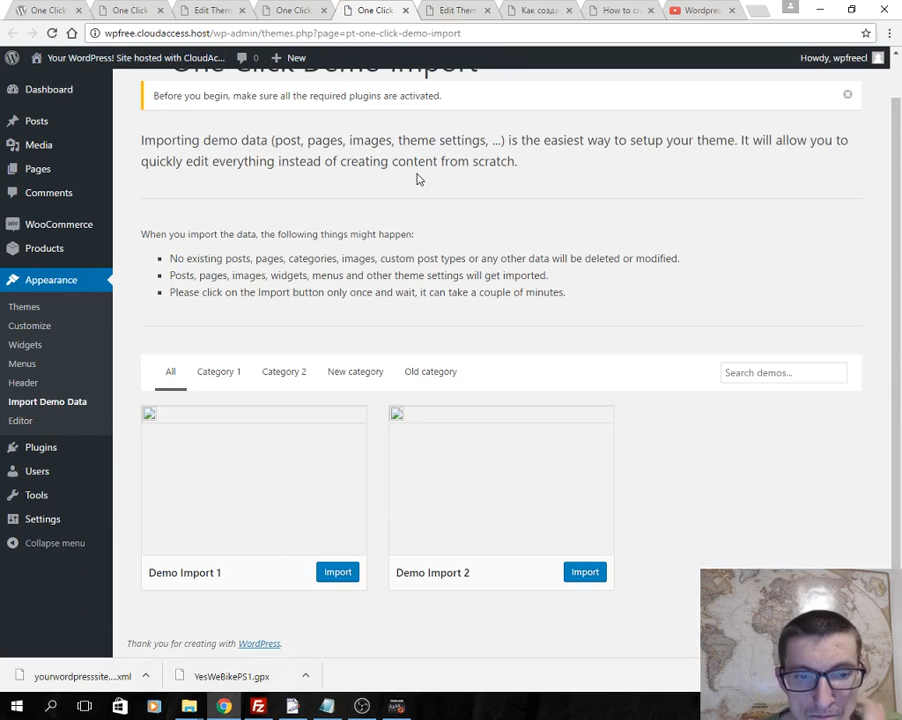 One Click
One Click
Edit Them
One Click
One Click
Edit Them
Как созда
How to cr
Wordpres
wpfree.cloudaccess.host/wp-admin/themes.php?page=pt-one-click-demo-import
Your WordPress! Site hosted with CloudAc... 0 New
Howdy, wpfreecl
One Click Demo Import
Before you begin, make sure all the required plugins are activated.
Importing demo data (post, pages, images, theme settings, ...) is the easiest way to setup your theme. It will allow you to
quickly edit everything instead of creating content from scratch.
When you import the data, the following things might happen:
No existing posts, pages, categories, images, custom post types or any other data will be deleted or modified.
Posts, pages, images, widgets, menus and other theme settings will get imported.
Please click on the Import button only once and wait, it can take a couple of minutes.
All Category 1 Category 2 New category Old category
Search demos...
Demo Import 1 Import
Demo Import 2 Import
Thank you for creating with WordPress.
Dashboard
Posts
Media
Pages
Comments
WooCommerce
Products
Appearance
Themes
Customize
Widgets
Menus
Header
Import Demo Data
Editor
Plugins
Users
Tools
Settings
Collapse menu
yourwordpresssite....xml
YesWeBikePS1.gpx